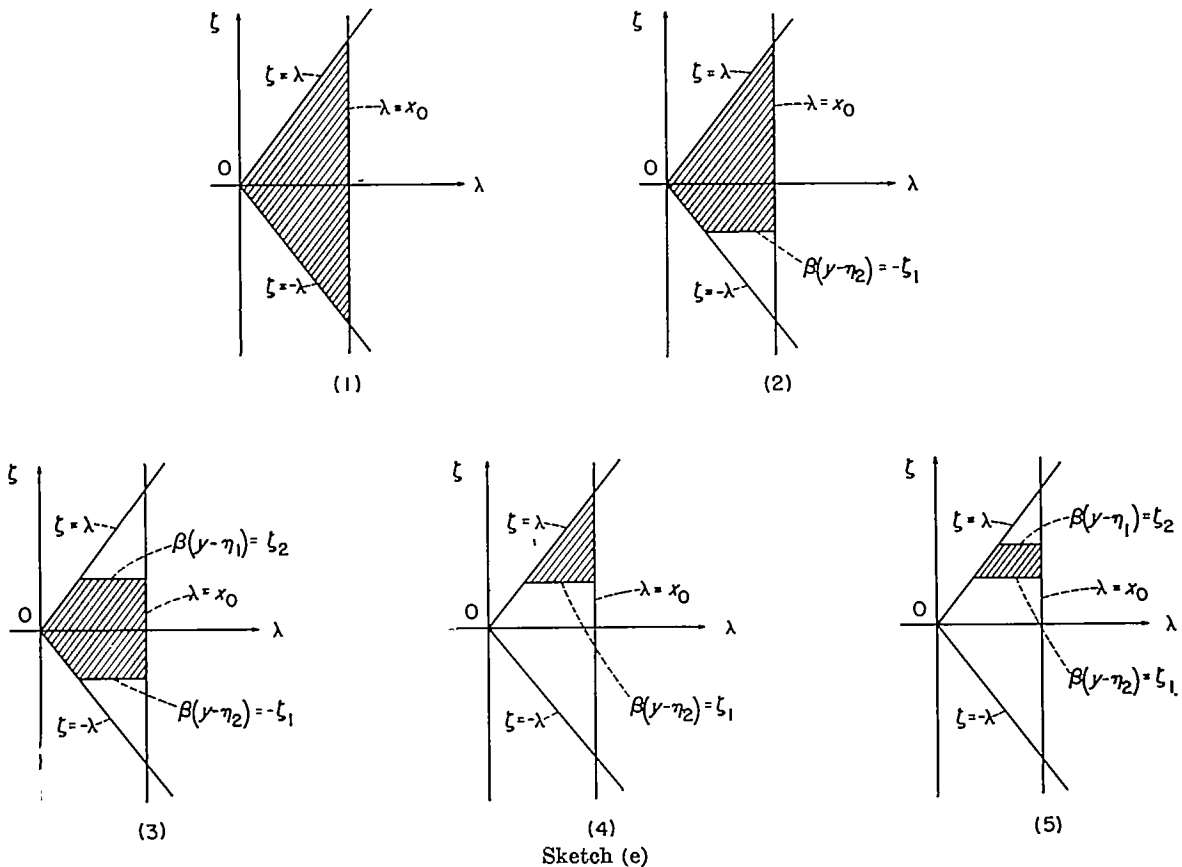 ζ
ζ = λ
λ = x₀
O
λ
ζ = -λ
(1)
ζ
ζ = λ
λ = x₀
O
λ
β(y-η₂) = -ζ₁
ζ = -λ
(2)
ζ
ζ = λ
β(y-η₁) = ζ₂
λ = x₀
O
λ
β(y-η₂) = -ζ₁
ζ = -λ
(3)
ζ
ζ = λ
O
λ = x₀
λ
β(y-η₂) = ζ₁
ζ = -λ
(4)
ζ
ζ = λ
β(y-η₁) = ζ₂
O
λ = x₀
λ
β(y-η₂) = ζ₁
ζ = -λ
(5)
Sketch (e)